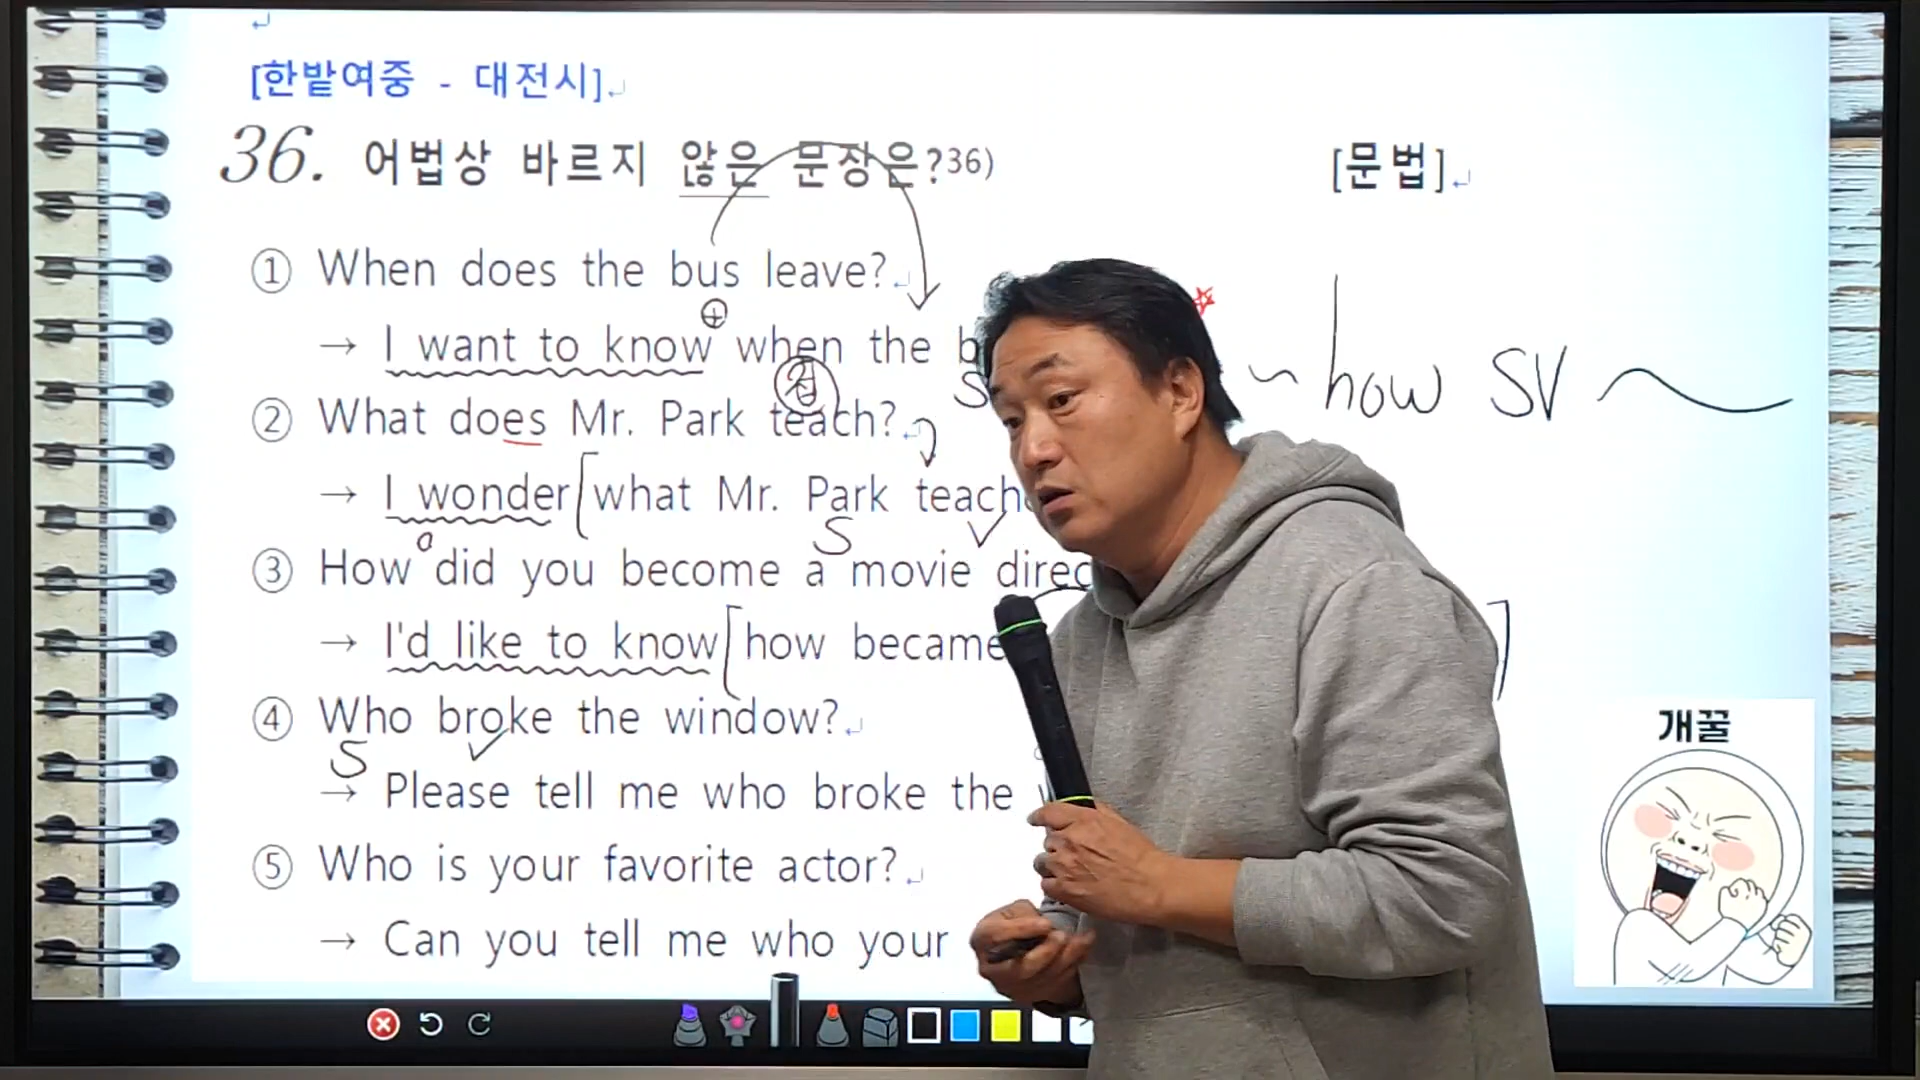 [한밭여중 - 대전시]
36. 어법상 바르지 않은 문장은?36)
[문법]
① When does the bus leave?
→ I want to know when the
~ how SV ~
② What does Mr. Park teach?
→ I wonder [what Mr. Park
S
③ How did you become a movie
→ I'd like to know [how became ]
④ Who broke the window?
S
→ Please tell me who broke the
⑤ Who is your favorite actor?
→ Can you tell me who your
개꿀